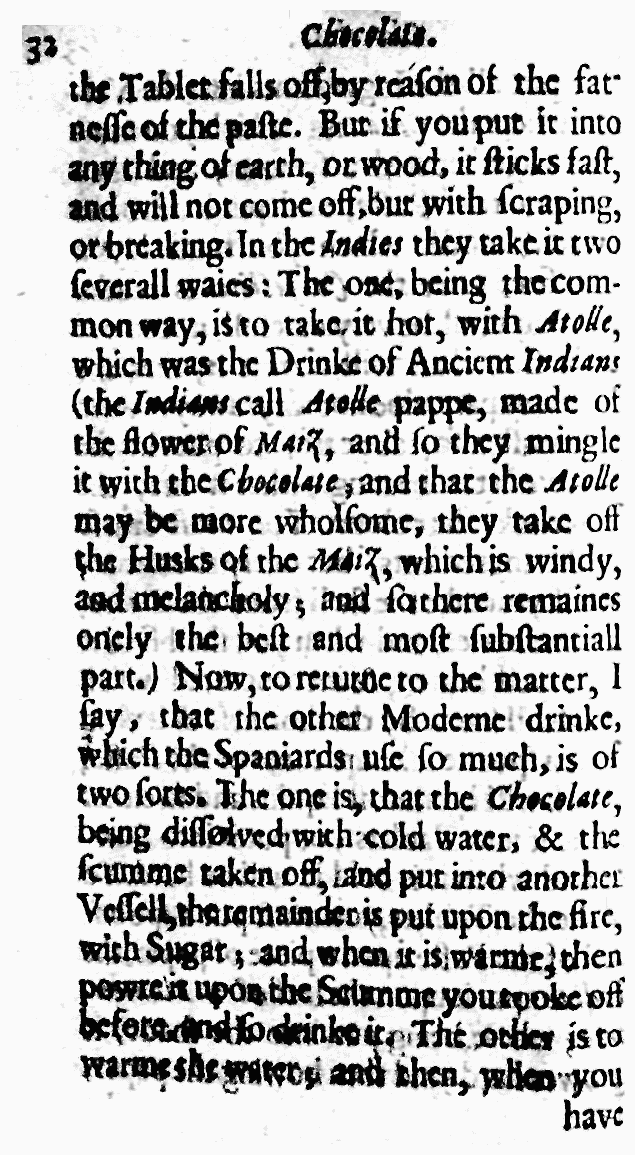 32
Chocolate.
the Tablet falls off, by reaſon of the fat-
neſſe of the paſte. But if you put it into
any thing of earth, or wood, it ſticks faſt,
and will not come off, but with ſcraping,
or breaking. In the Indies they take it two
ſeverall waies: The one, being the com-
mon way, is to take it hot, with Atolle,
which was the Drinke of Ancient Indians
(the Indians call Atolle pappe, made of
the flower of Maiz, and ſo they mingle
it with the Chocolate, and that the Atolle
may be more wholſome, they take off
the Husks of the Maiz, which is windy,
and melancholy; and ſo there remaines
onely the beſt and moſt ſubſtantiall
part.) Now, to returne to the matter, I
ſay, that the other Moderne drinke,
which the Spaniards uſe ſo much, is of
two ſorts. The one is, that the Chocolate,
being diſſolved with cold water, & the
ſcumme taken off, and put into another
Veſſell, the remainder is put upon the fire,
with Sugar; and when it is warme, then
powre it upon the Scumme you tooke off
before, and ſo drinke it. The other is to
warme the water; and then, when you
have